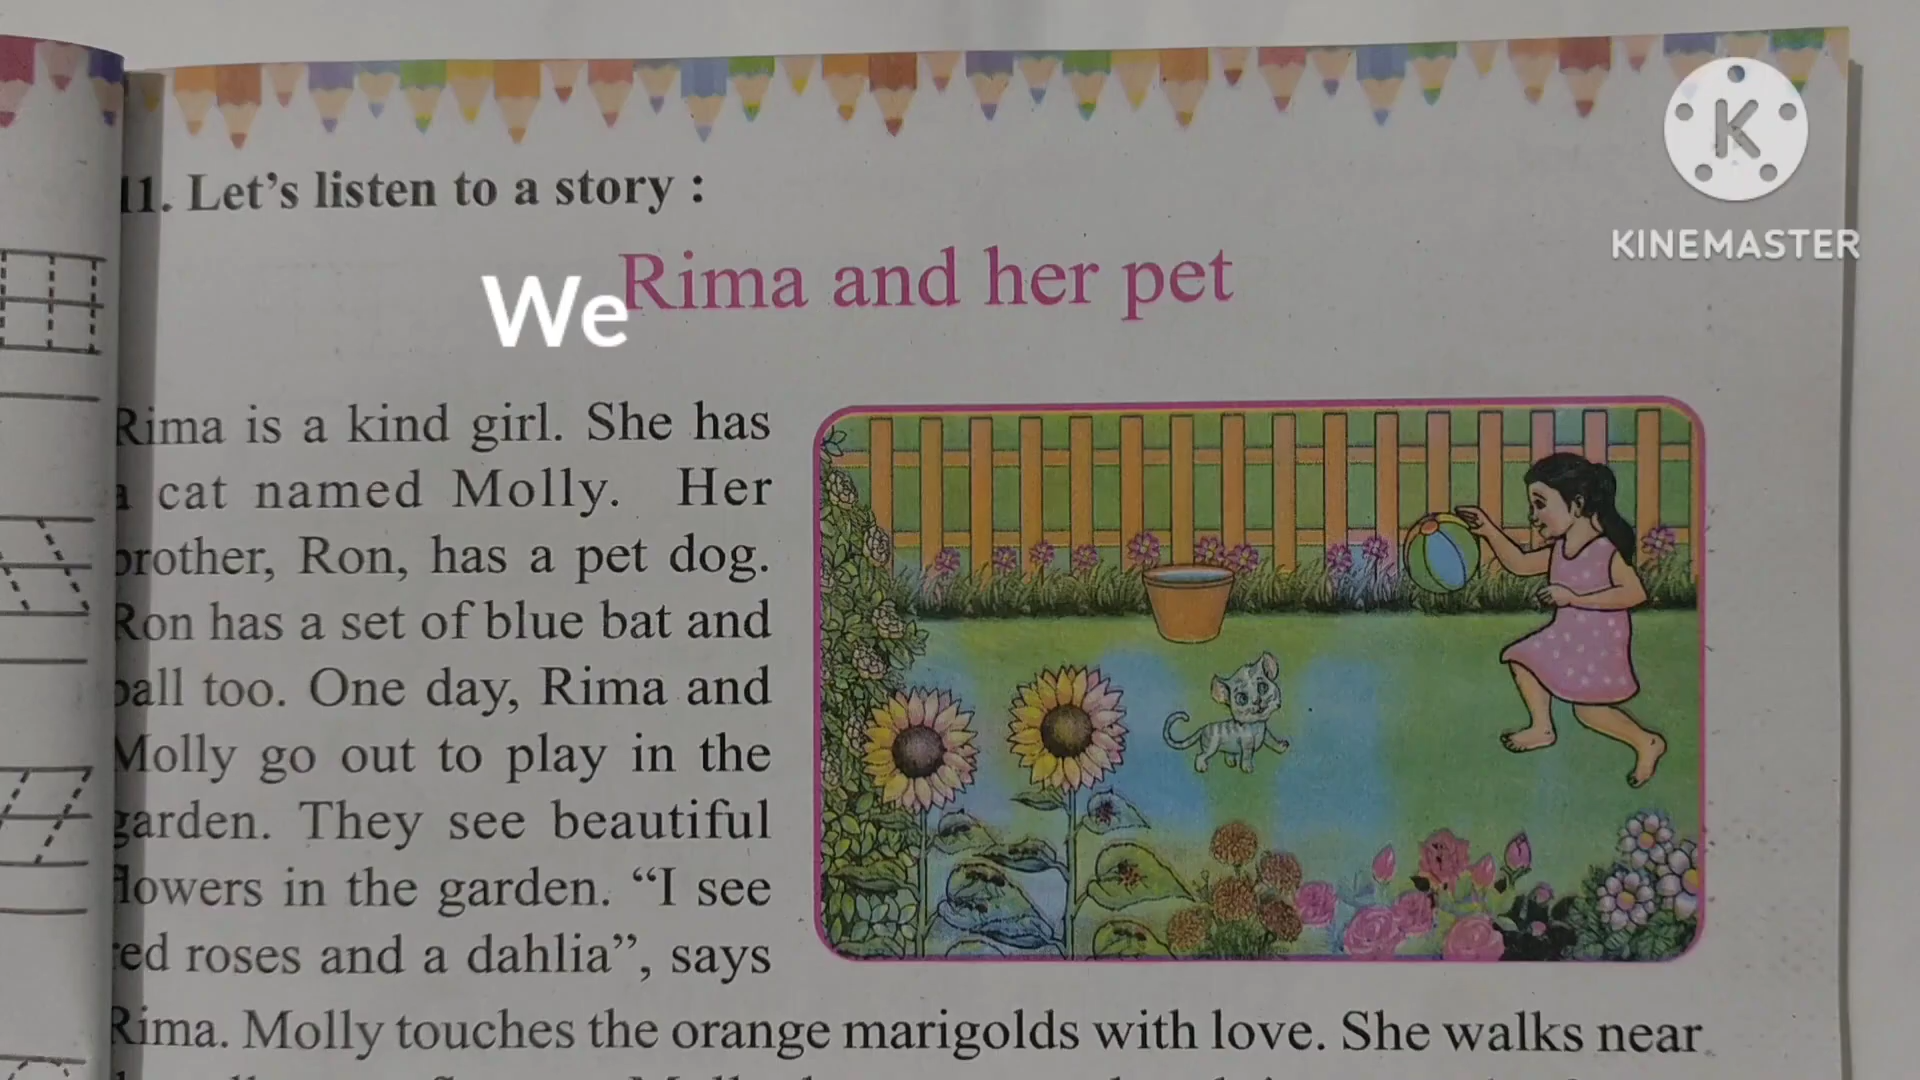 11. Let's listen to a story :
Rima and her pet
We
Rima is a kind girl. She has
a cat named Molly. Her
brother, Ron, has a pet dog.
Ron has a set of blue bat and
ball too. One day, Rima and
Molly go out to play in the
garden. They see beautiful
flowers in the garden. “I see
red roses and a dahlia”, says
Rima. Molly touches the orange marigolds with love. She walks near
K
KINEMASTER